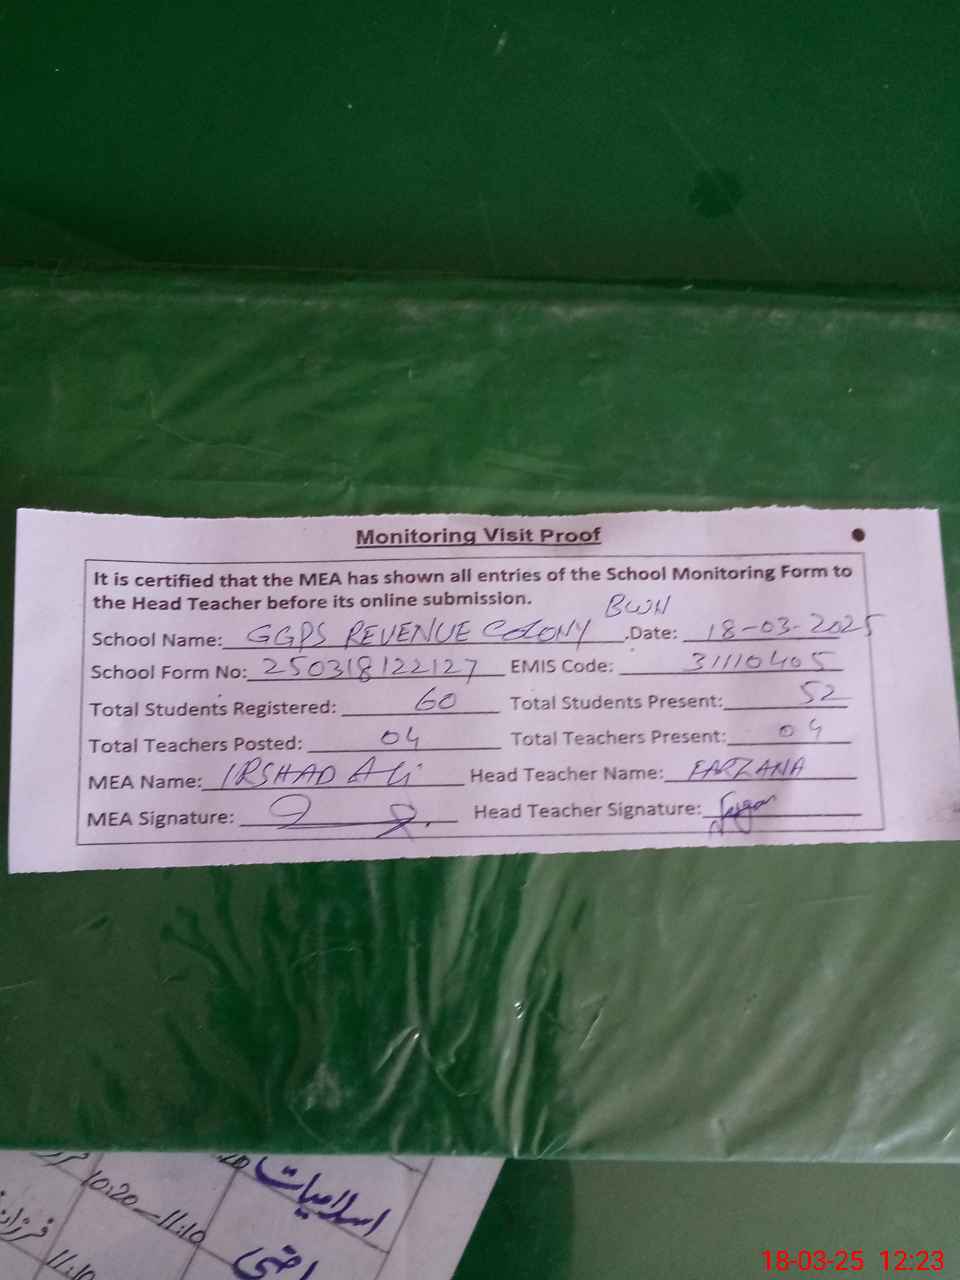 Monitoring Visit Proof
It is certified that the MEA has shown all entries of the School Monitoring Form to
the Head Teacher before its online submission.
BWN
School Name: GGPS REVENUE COLONY .Date: 18-03-2025
School Form No: 250318122127 EMIS Code: 31110405
Total Students Registered: 60 Total Students Present: 52
Total Teachers Posted: 04 Total Teachers Present: 04
MEA Name: IRSHAD ALI Head Teacher Name: FARZANA
MEA Signature: Head Teacher Signature:
10:20-11:10 اسلامیات
11:10
18-03-25 12:23